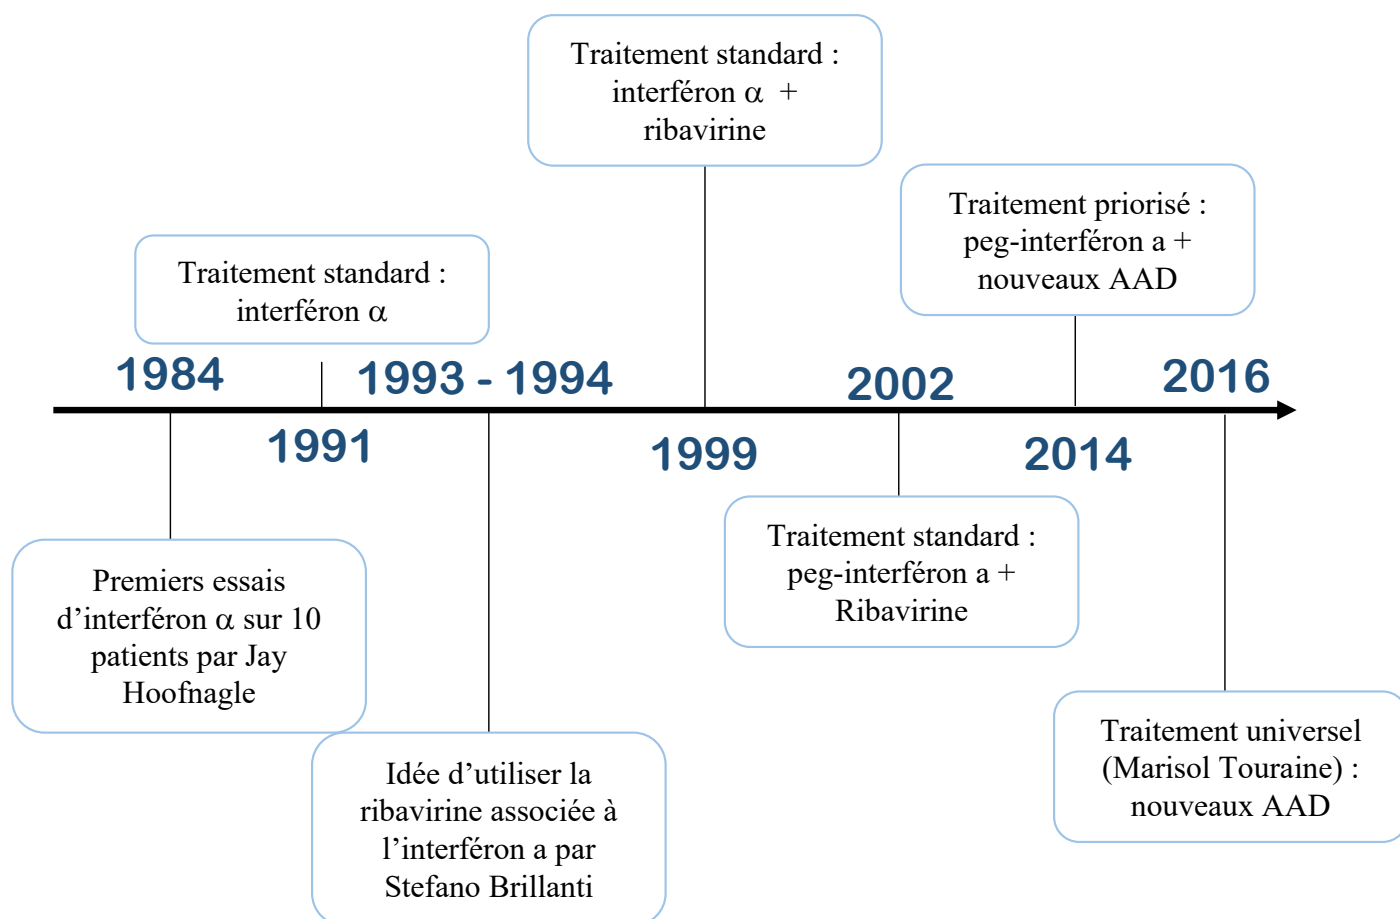 Traitement standard :
interféron α +
ribavirine
Traitement priorisé :
peg-interféron a +
nouveaux AAD
Traitement standard :
interféron α
1984
1993 - 1994
2002
2016
1991
1999
2014
Traitement standard :
peg-interféron a +
Ribavirine
Premiers essais
d’interféron α sur 10
patients par Jay
Hoofnagle
Traitement universel
(Marisol Touraine) :
nouveaux AAD
Idée d’utiliser la
ribavirine associée à
l’interféron a par
Stefano Brillanti